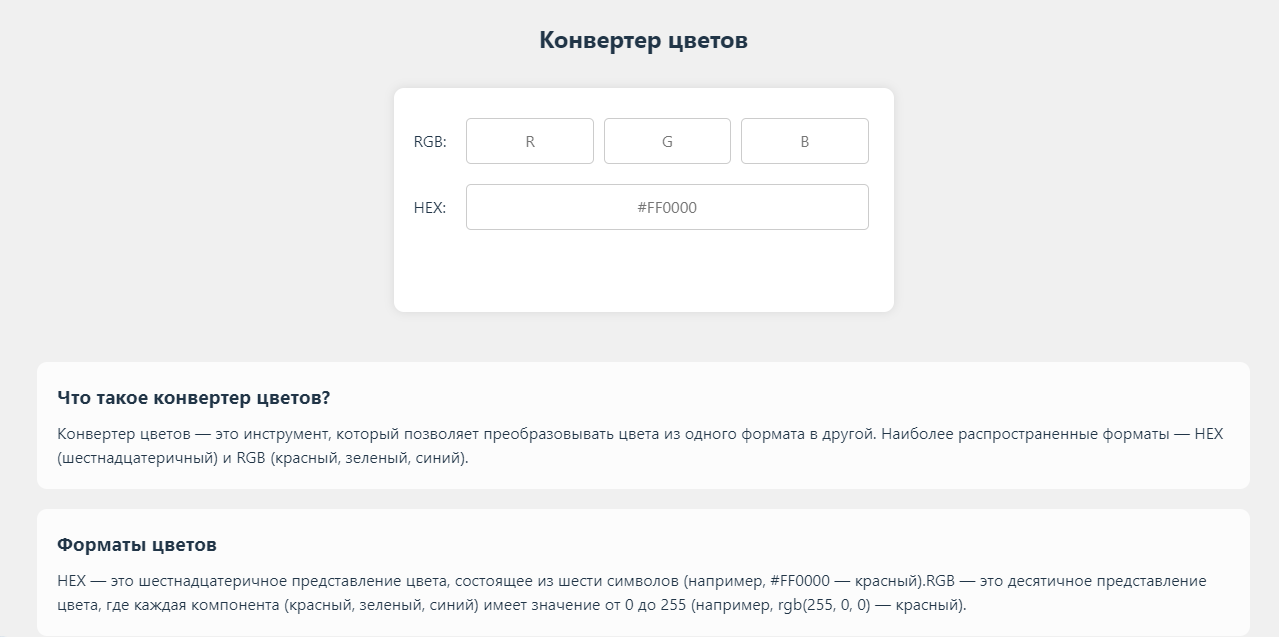 Конвертер цветов
RGB: R G B
HEX: #FF0000
Что такое конвертер цветов?
Конвертер цветов — это инструмент, который позволяет преобразовывать цвета из одного формата в другой. Наиболее распространенные форматы — HEX
(шестнадцатеричный) и RGB (красный, зеленый, синий).
Форматы цветов
HEX — это шестнадцатеричное представление цвета, состоящее из шести символов (например, #FF0000 — красный).RGB — это десятичное представление
цвета, где каждая компонента (красный, зеленый, синий) имеет значение от 0 до 255 (например, rgb(255, 0, 0) — красный).